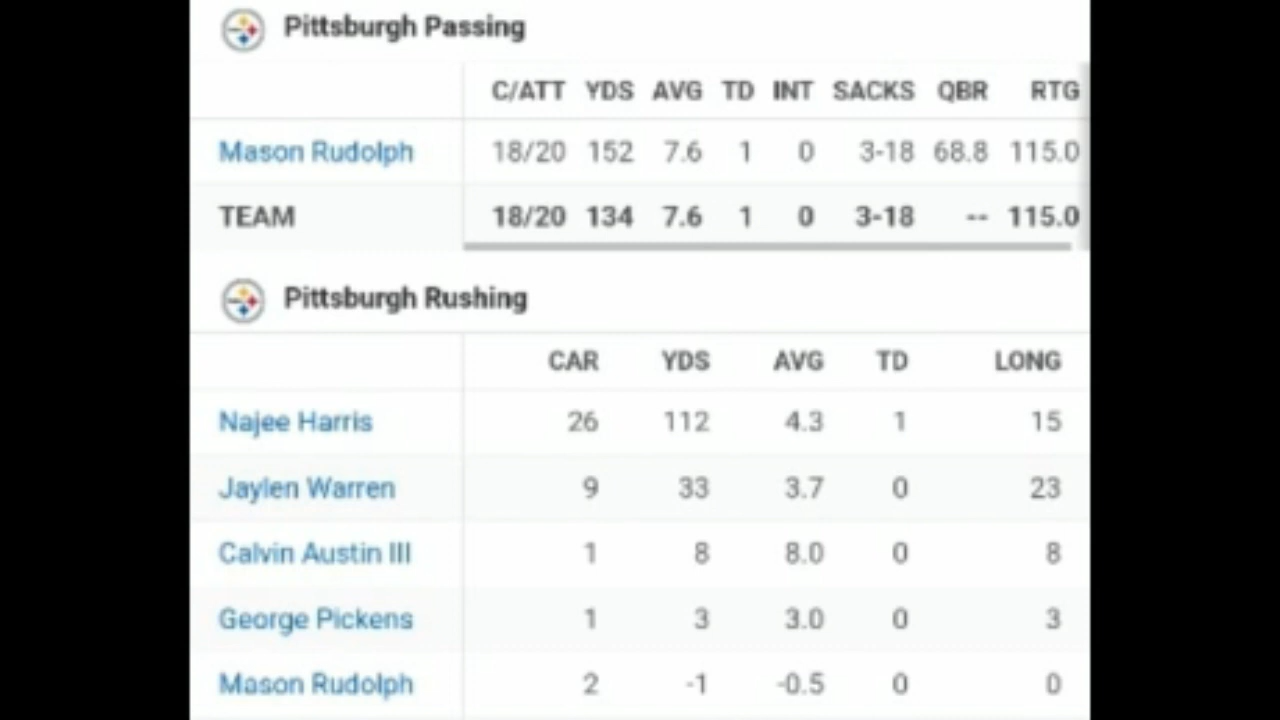 Pittsburgh Passing
C/ATT YDS AVG TD INT SACKS QBR RTG
Mason Rudolph 18/20 152 7.6 1 0 3-18 68.8 115.0
TEAM 18/20 134 7.6 1 0 3-18 -- 115.0
Pittsburgh Rushing
CAR YDS AVG TD LONG
Najee Harris 26 112 4.3 1 15
Jaylen Warren 9 33 3.7 0 23
Calvin Austin III 1 8 8.0 0 8
George Pickens 1 3 3.0 0 3
Mason Rudolph 2 -1 -0.5 0 0